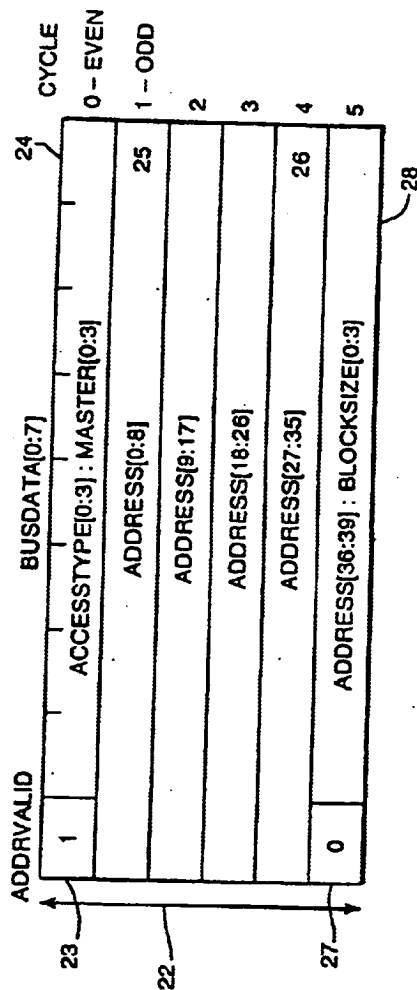 ADDRVALID BUSDATA[0:7] 24 CYCLE
23 1 ACCESSTYPE[0:3] : MASTER[0:3] 0 – EVEN
ADDRESS[0:8] 25 1 – ODD
22 ADDRESS[9:17] 2
ADDRESS[18:26] 3
ADDRESS[27:35] 26 4
27 0 ADDRESS[36:39] : BLOCKSIZE[0:3] 5
28